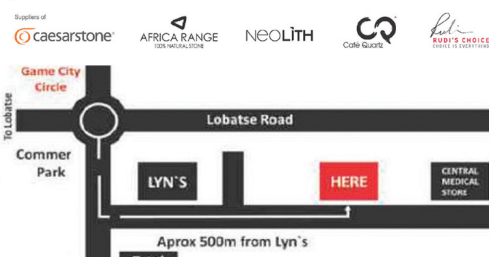 Suppliers of
caesarstone
AFRICA RANGE
100% NATURAL STONE
NEOLITH
CQ
Café Quartz
Rudi
RUDI'S CHOICE
CHOICE IS EVERYTHING
Game City
Circle
To Lobatse
Lobatse Road
Commer
Park
LYN`S
HERE
CENTRAL
MEDICAL
STORE
Aprox 500m from Lyn`s